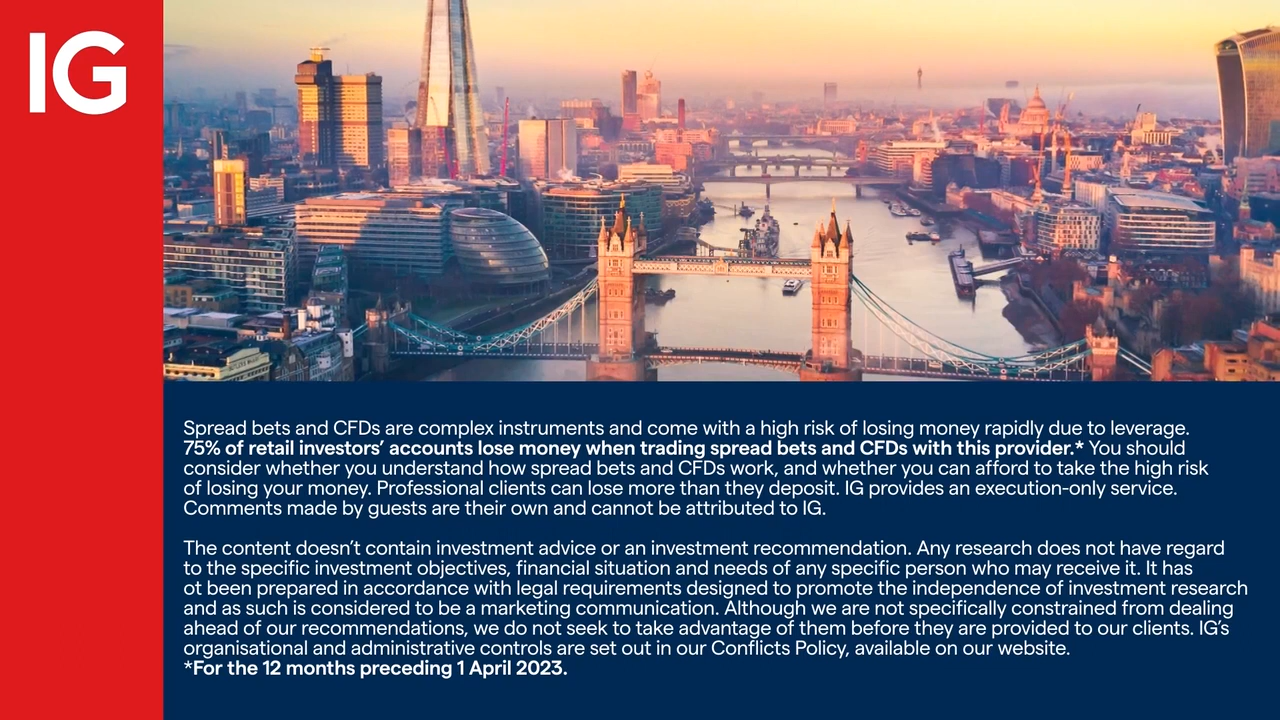 IG
Spread bets and CFDs are complex instruments and come with a high risk of losing money rapidly due to leverage.
75% of retail investors’ accounts lose money when trading spread bets and CFDs with this provider.* You should
consider whether you understand how spread bets and CFDs work, and whether you can afford to take the high risk
of losing your money. Professional clients can lose more than they deposit. IG provides an execution-only service.
Comments made by guests are their own and cannot be attributed to IG.
The content doesn’t contain investment advice or an investment recommendation. Any research does not have regard
to the specific investment objectives, financial situation and needs of any specific person who may receive it. It has
ot been prepared in accordance with legal requirements designed to promote the independence of investment research
and as such is considered to be a marketing communication. Although we are not specifically constrained from dealing
ahead of our recommendations, we do not seek to take advantage of them before they are provided to our clients. IG’s
organisational and administrative controls are set out in our Conflicts Policy, available on our website.
*For the 12 months preceding 1 April 2023.